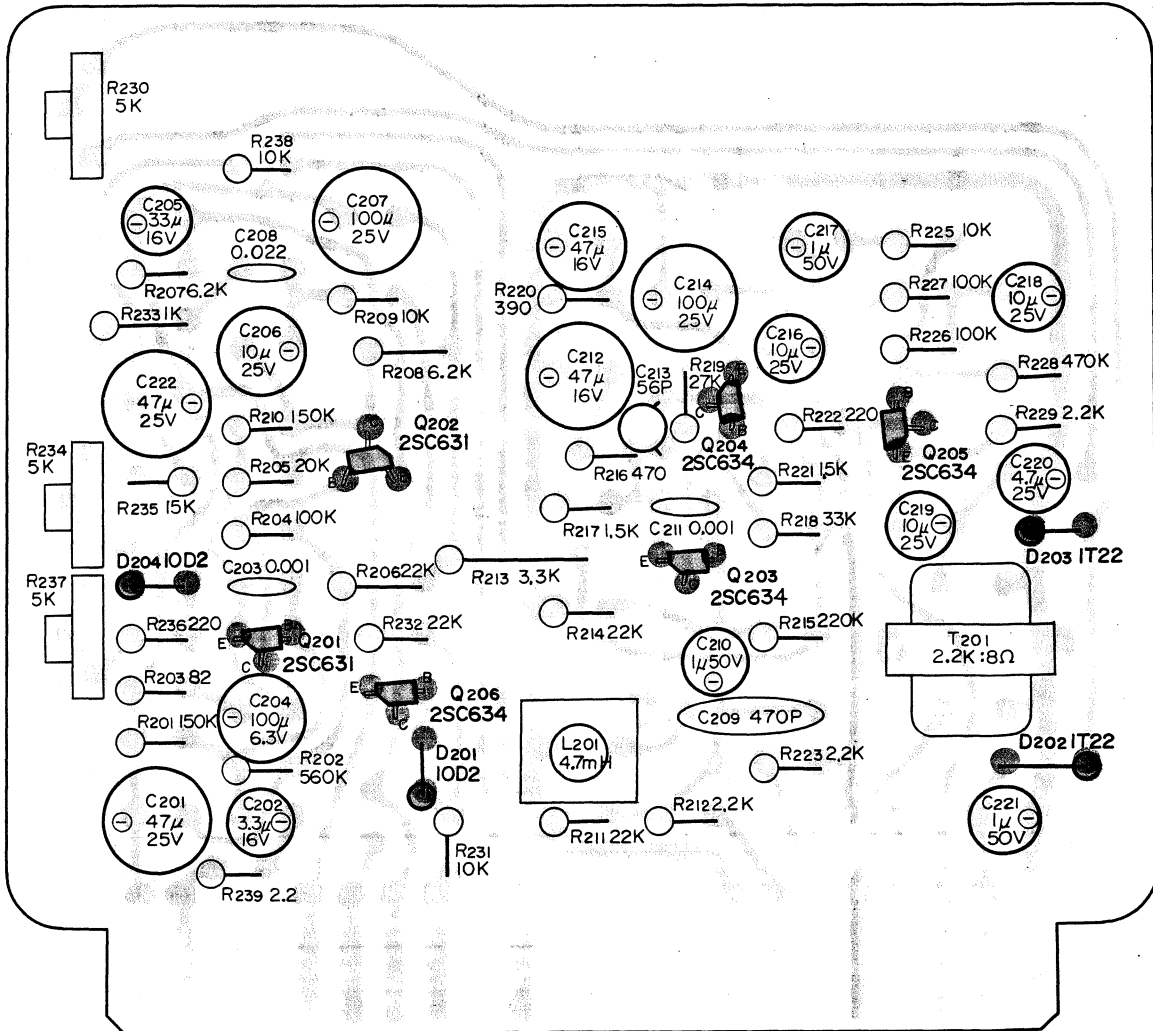 R230
5K
R238
10K
C205
33µ
16V
C207
100µ
25V
C208
0.022
C215
47µ
16V
C217
1µ
50V
R225 10K
R207 6.2K
R220
390
C214
100µ
25V
R227 100K
C218
10µ
25V
R233 1K
R209 10K
C206
10µ
25V
C216
10µ
25V
R226 100K
R208 6.2K
C212
47µ
16V
C213
56P
R219
27K
R228 470K
C222
47µ
25V
R210 150K
Q202
2SC631
C
B
R222 220
B
R229 2.2K
Q204
2SC634
Q205
2SC634
R234
5K
R205 20K
B
R216 470
R221 1.5K
C220
4.7µ
25V
R235 15K
R204 100K
R217 1.5K
C211 0.001
R218 33K
C219
10µ
25V
D203 1T22
D204 10D2
C203 0.001
R206 22K
R213 3.3K
E
Q203
2SC634
R237
5K
R236 220
E
C
Q201
2SC631
R232 22K
R214 22K
R215 220K
T201
2.2K:8Ω
C210
1µ50V
R203 82
E
B
C
Q206
2SC634
C204
100µ
6.3V
C209 470P
R201 150K
L201
4.7mH
D201
10D2
D202 1T22
R202
560K
R223 2.2K
C201
47µ
25V
C202
3.3µ
16V
R212 2.2K
C221
1µ
50V
R211 22K
R231
10K
R239 2.2